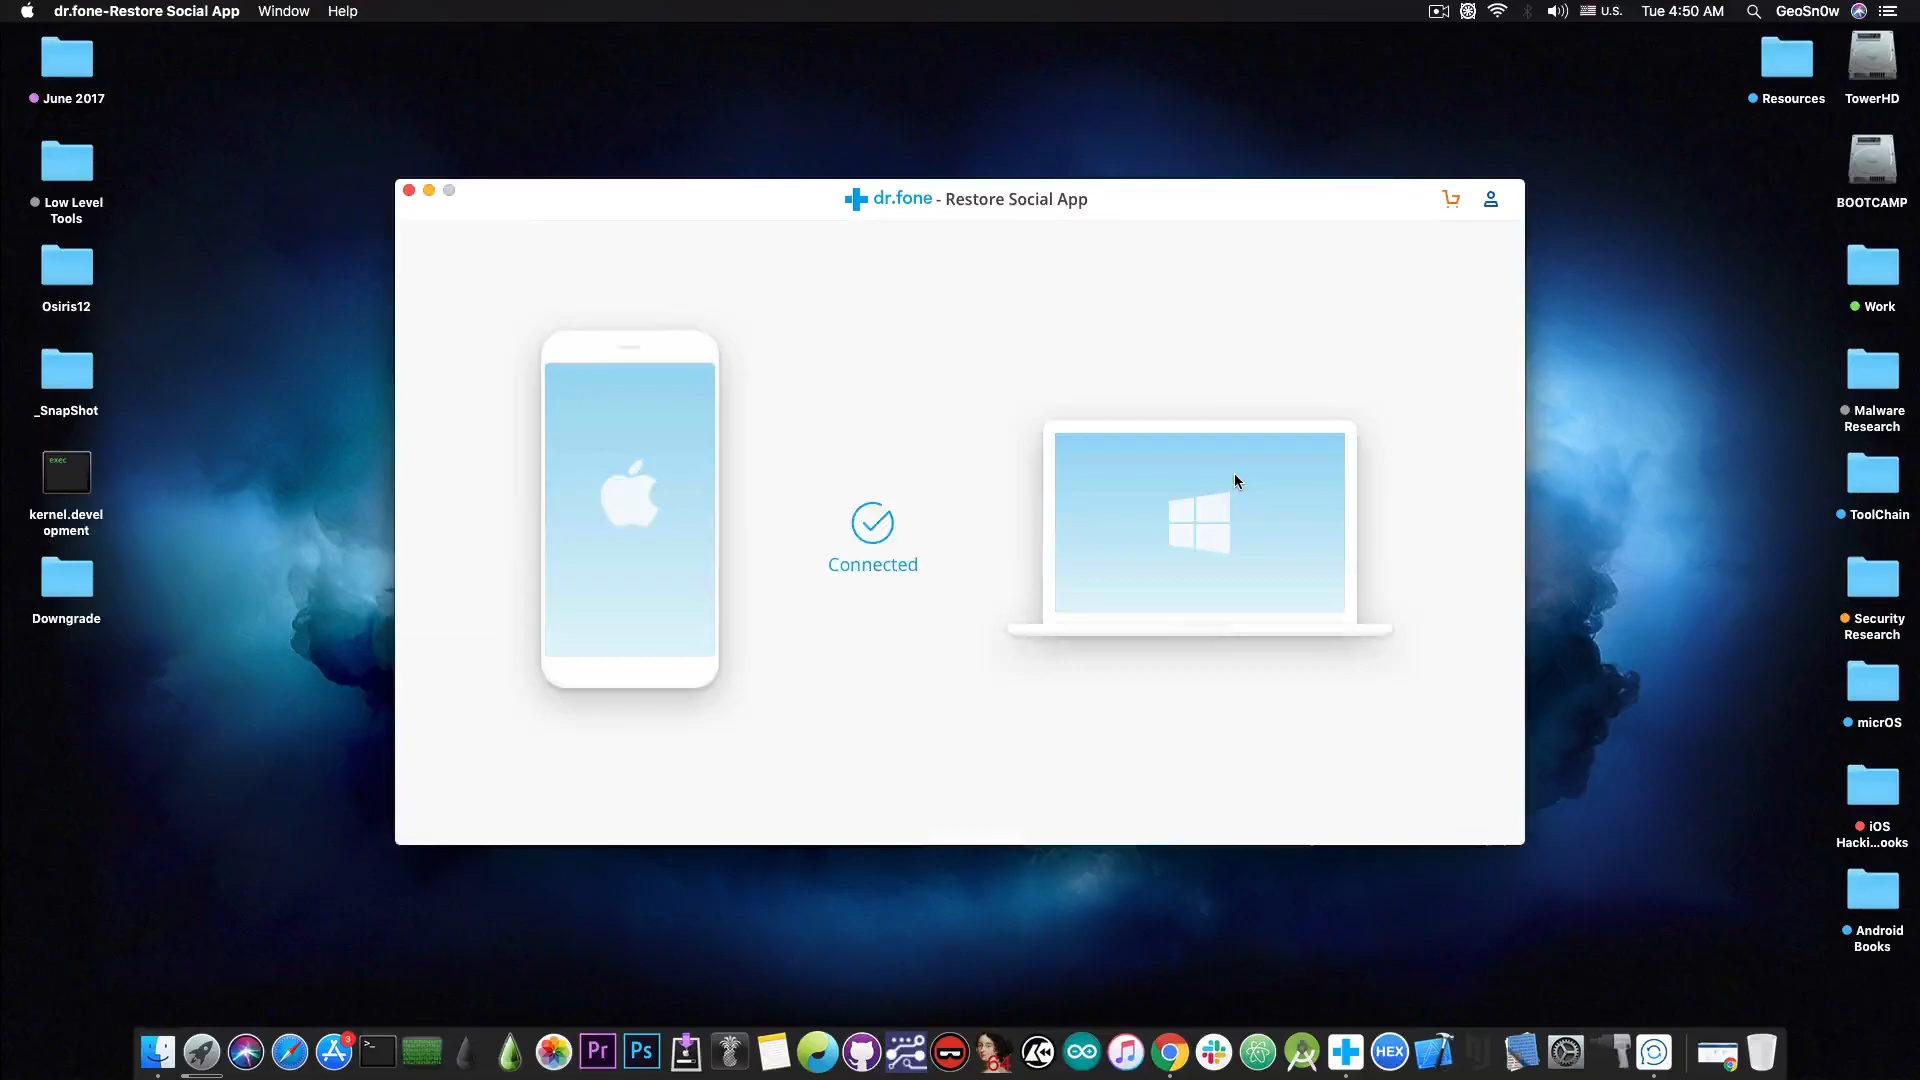 dr.fone-Restore Social App Window Help U.S. Tue 4:50 AM GeoSn0w
June 2017
Low Level
Tools
Osiris12
_SnapShot
exec
kernel.devel
opment
Downgrade
dr.fone - Restore Social App
Connected
Resources
TowerHD
BOOTCAMP
Work
Malware
Research
ToolChain
Security
Research
micrOS
iOS
Hacki...ooks
Android
Books
3
>_
Pr
Ps
64
HEX